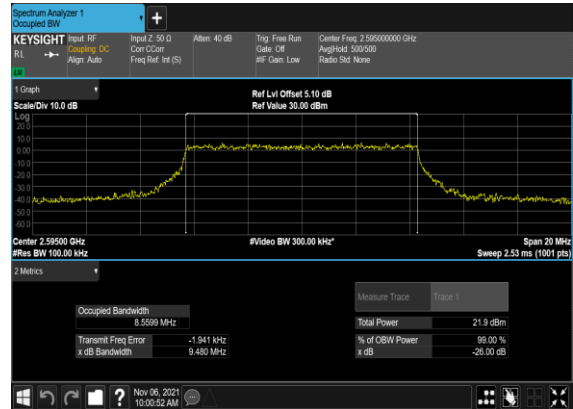 Spectrum Analyzer 1
Occupied BW
+
KEYSIGHT Input: RF Input Z: 50 Ω Atten: 40 dB Trig: Free Run Center Freq: 2.595000000 GHz
RL Coupling: DC Corr CCorr Gate: Off Avg|Hold: 500/500
Align: Auto Freq Ref: Int (S) #IF Gain: Low Radio Std: None
LXI
1 Graph
Ref Lvl Offset 5.10 dB
Scale/Div 10.0 dB Ref Value 30.00 dBm
Log
20.0
10.0
0.00
-10.0
-20.0
-30.0
-40.0
-50.0
-60.0
Center 2.59500 GHz #Video BW 300.00 kHz* Span 20 MHz
#Res BW 100.00 kHz Sweep 2.53 ms (1001 pts)
2 Metrics
Measure Trace Trace 1
Occupied Bandwidth
8.5599 MHz Total Power 21.9 dBm
Transmit Freq Error -1.941 kHz % of OBW Power 99.00 %
x dB Bandwidth 9.480 MHz x dB -26.00 dB
? Nov 06, 2021
10:00:52 AM